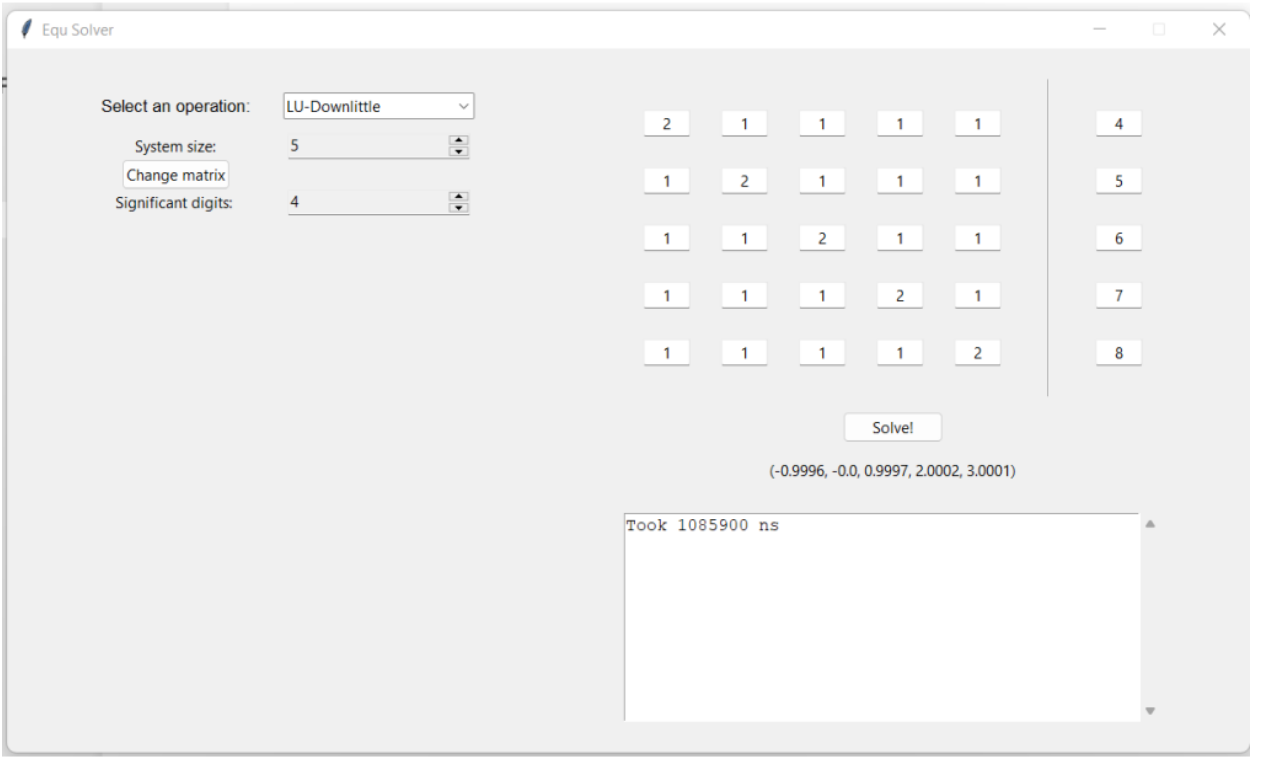 Equ Solver
Select an operation: LU-Downlittle
System size: 5
Change matrix
Significant digits: 4
2 1 1 1 1 4
1 2 1 1 1 5
1 1 2 1 1 6
1 1 1 2 1 7
1 1 1 1 2 8
Solve!
(-0.9996, -0.0, 0.9997, 2.0002, 3.0001)
Took 1085900 ns